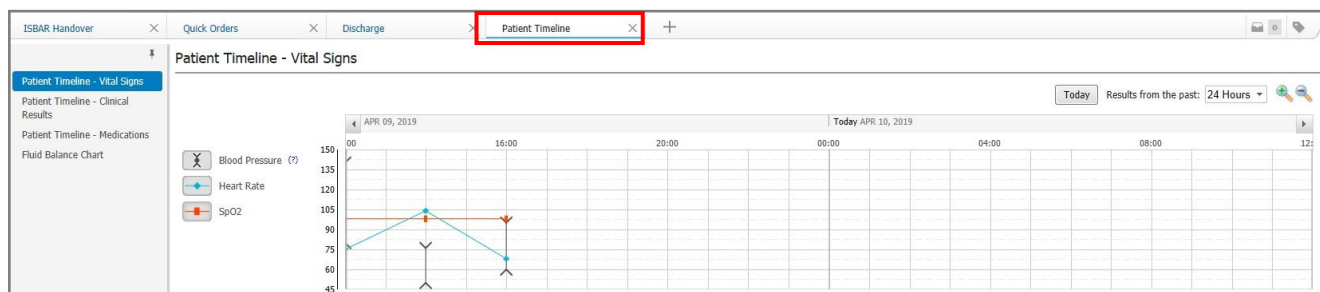 ISBAR Handover
Quick Orders
Discharge
Patient Timeline
0
Patient Timeline - Vital Signs
Patient Timeline - Vital Signs
Patient Timeline - Clinical
Results
Patient Timeline - Medications
Fluid Balance Chart
Today
Results from the past: 24 Hours
APR 09, 2019
Today APR 10, 2019
00 16:00 20:00 00:00 04:00 08:00 12:
Blood Pressure (?)
Heart Rate
SpO2
150
135
120
105
90
75
60
45